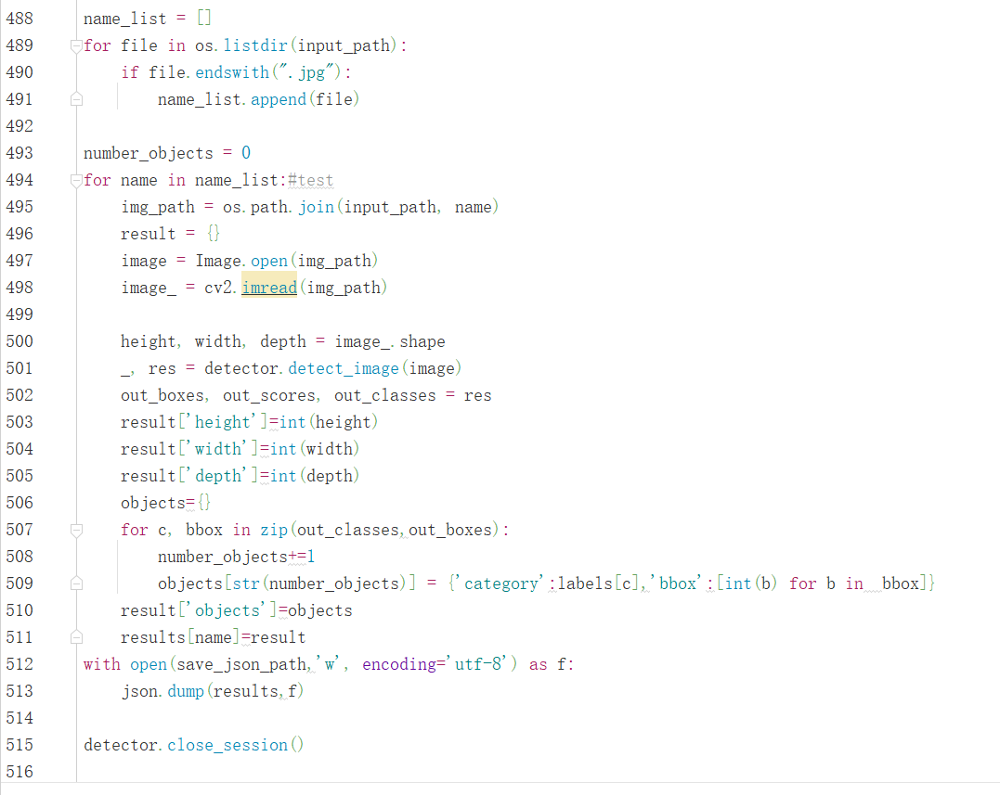 488 name_list = []
489 for file in os.listdir(input_path):
490     if file.endswith(".jpg"):
491         name_list.append(file)
492
493 number_objects = 0
494 for name in name_list:#test
495     img_path = os.path.join(input_path, name)
496     result = {}
497     image = Image.open(img_path)
498     image_ = cv2.imread(img_path)
499
500     height, width, depth = image_.shape
501     _, res = detector.detect_image(image)
502     out_boxes, out_scores, out_classes = res
503     result['height']=int(height)
504     result['width']=int(width)
505     result['depth']=int(depth)
506     objects={}
507     for c, bbox in zip(out_classes,out_boxes):
508         number_objects+=1
509         objects[str(number_objects)] = {'category':labels[c],'bbox':[int(b) for b in  bbox]}
510     result['objects']=objects
511     results[name]=result
512 with open(save_json_path,'w', encoding='utf-8') as f:
513     json.dump(results,f)
514
515 detector.close_session()
516